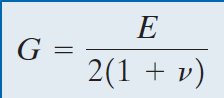 G = E / 2(1 + ν)